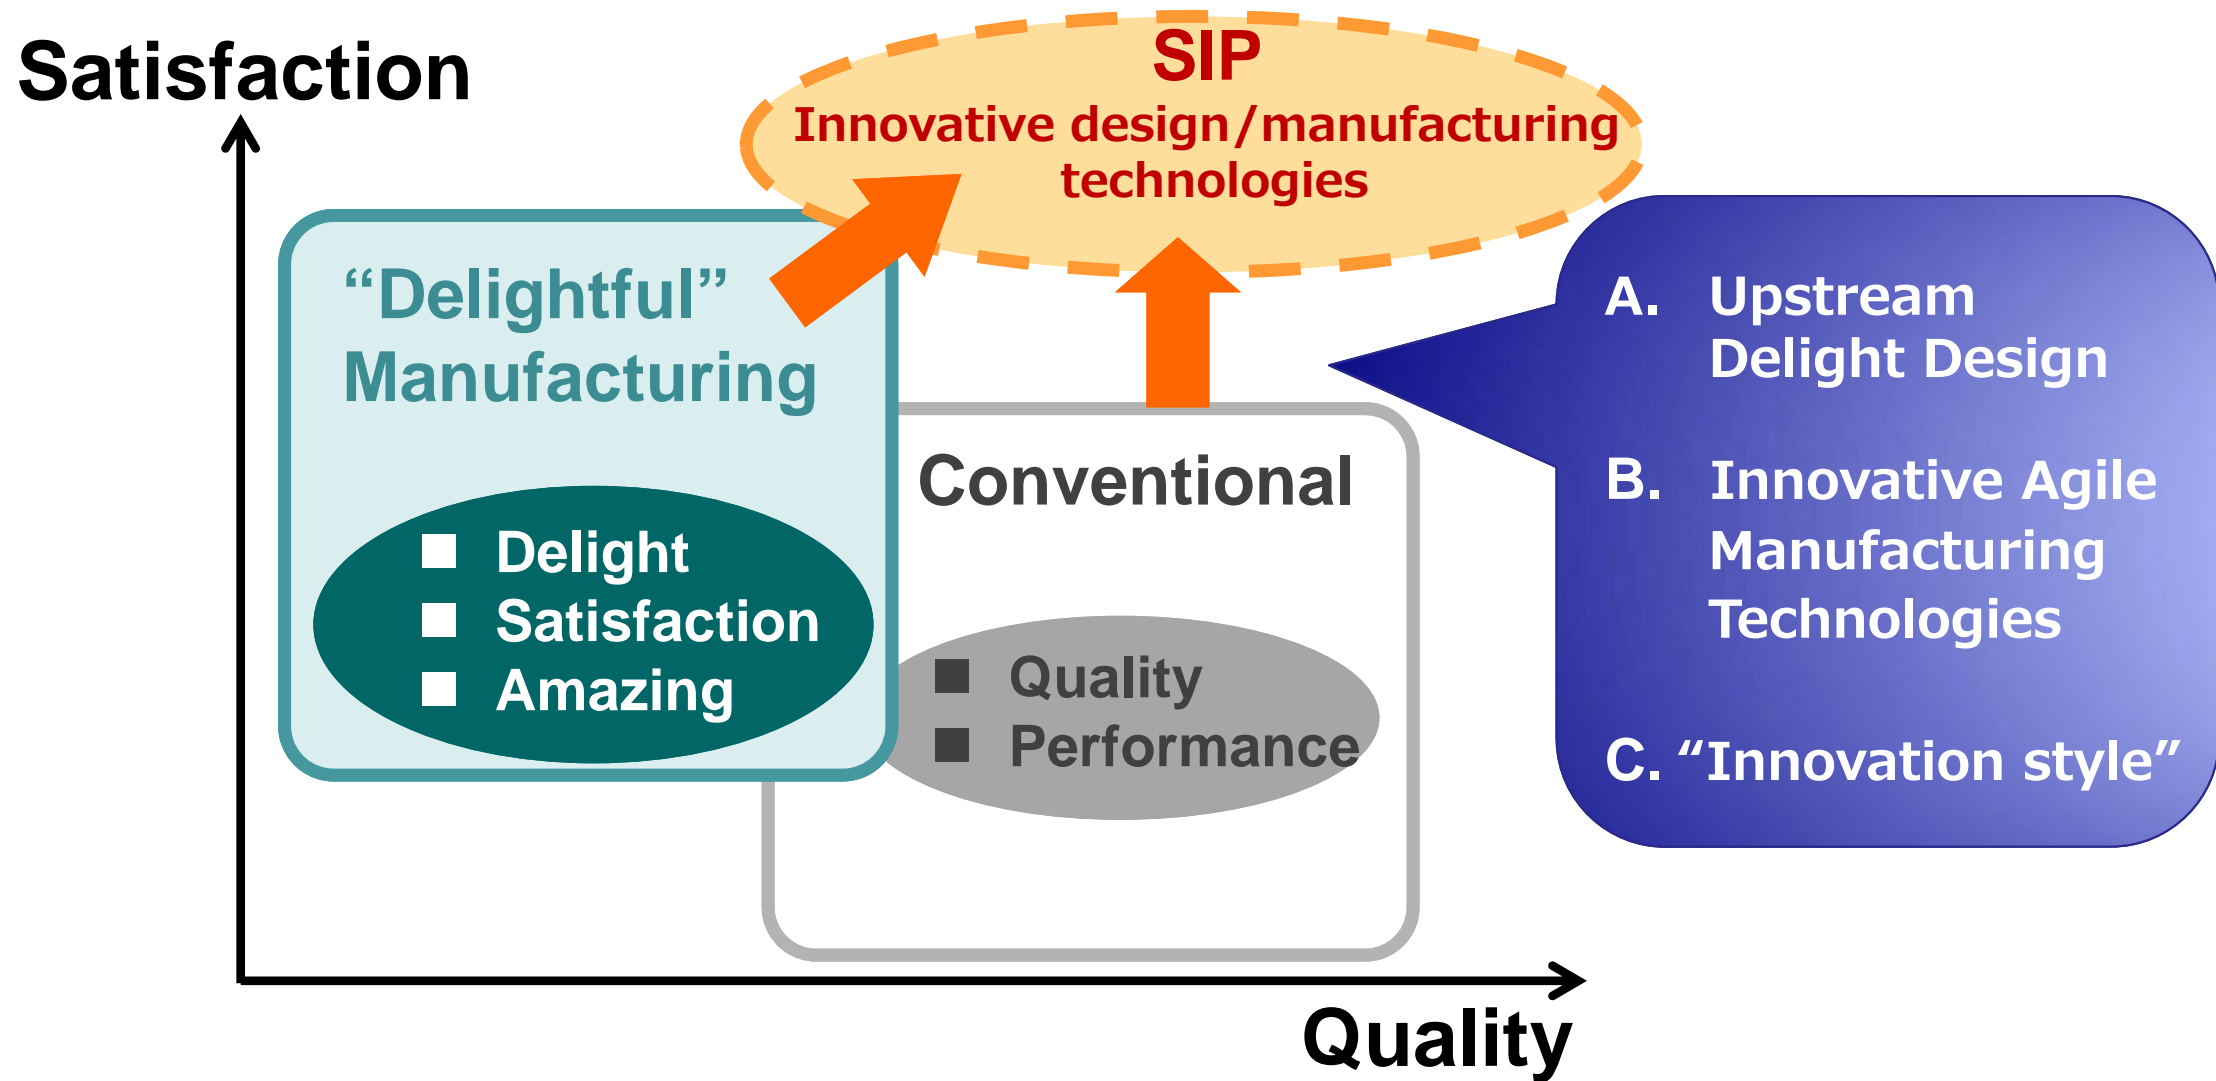 Satisfaction
SIP
Innovative design/manufacturing
technologies
“Delightful”
Manufacturing
■ Delight
■ Satisfaction
■ Amazing
Conventional
■ Quality
■ Performance
A. Upstream
Delight Design
B. Innovative Agile
Manufacturing
Technologies
C. “Innovation style”
Quality